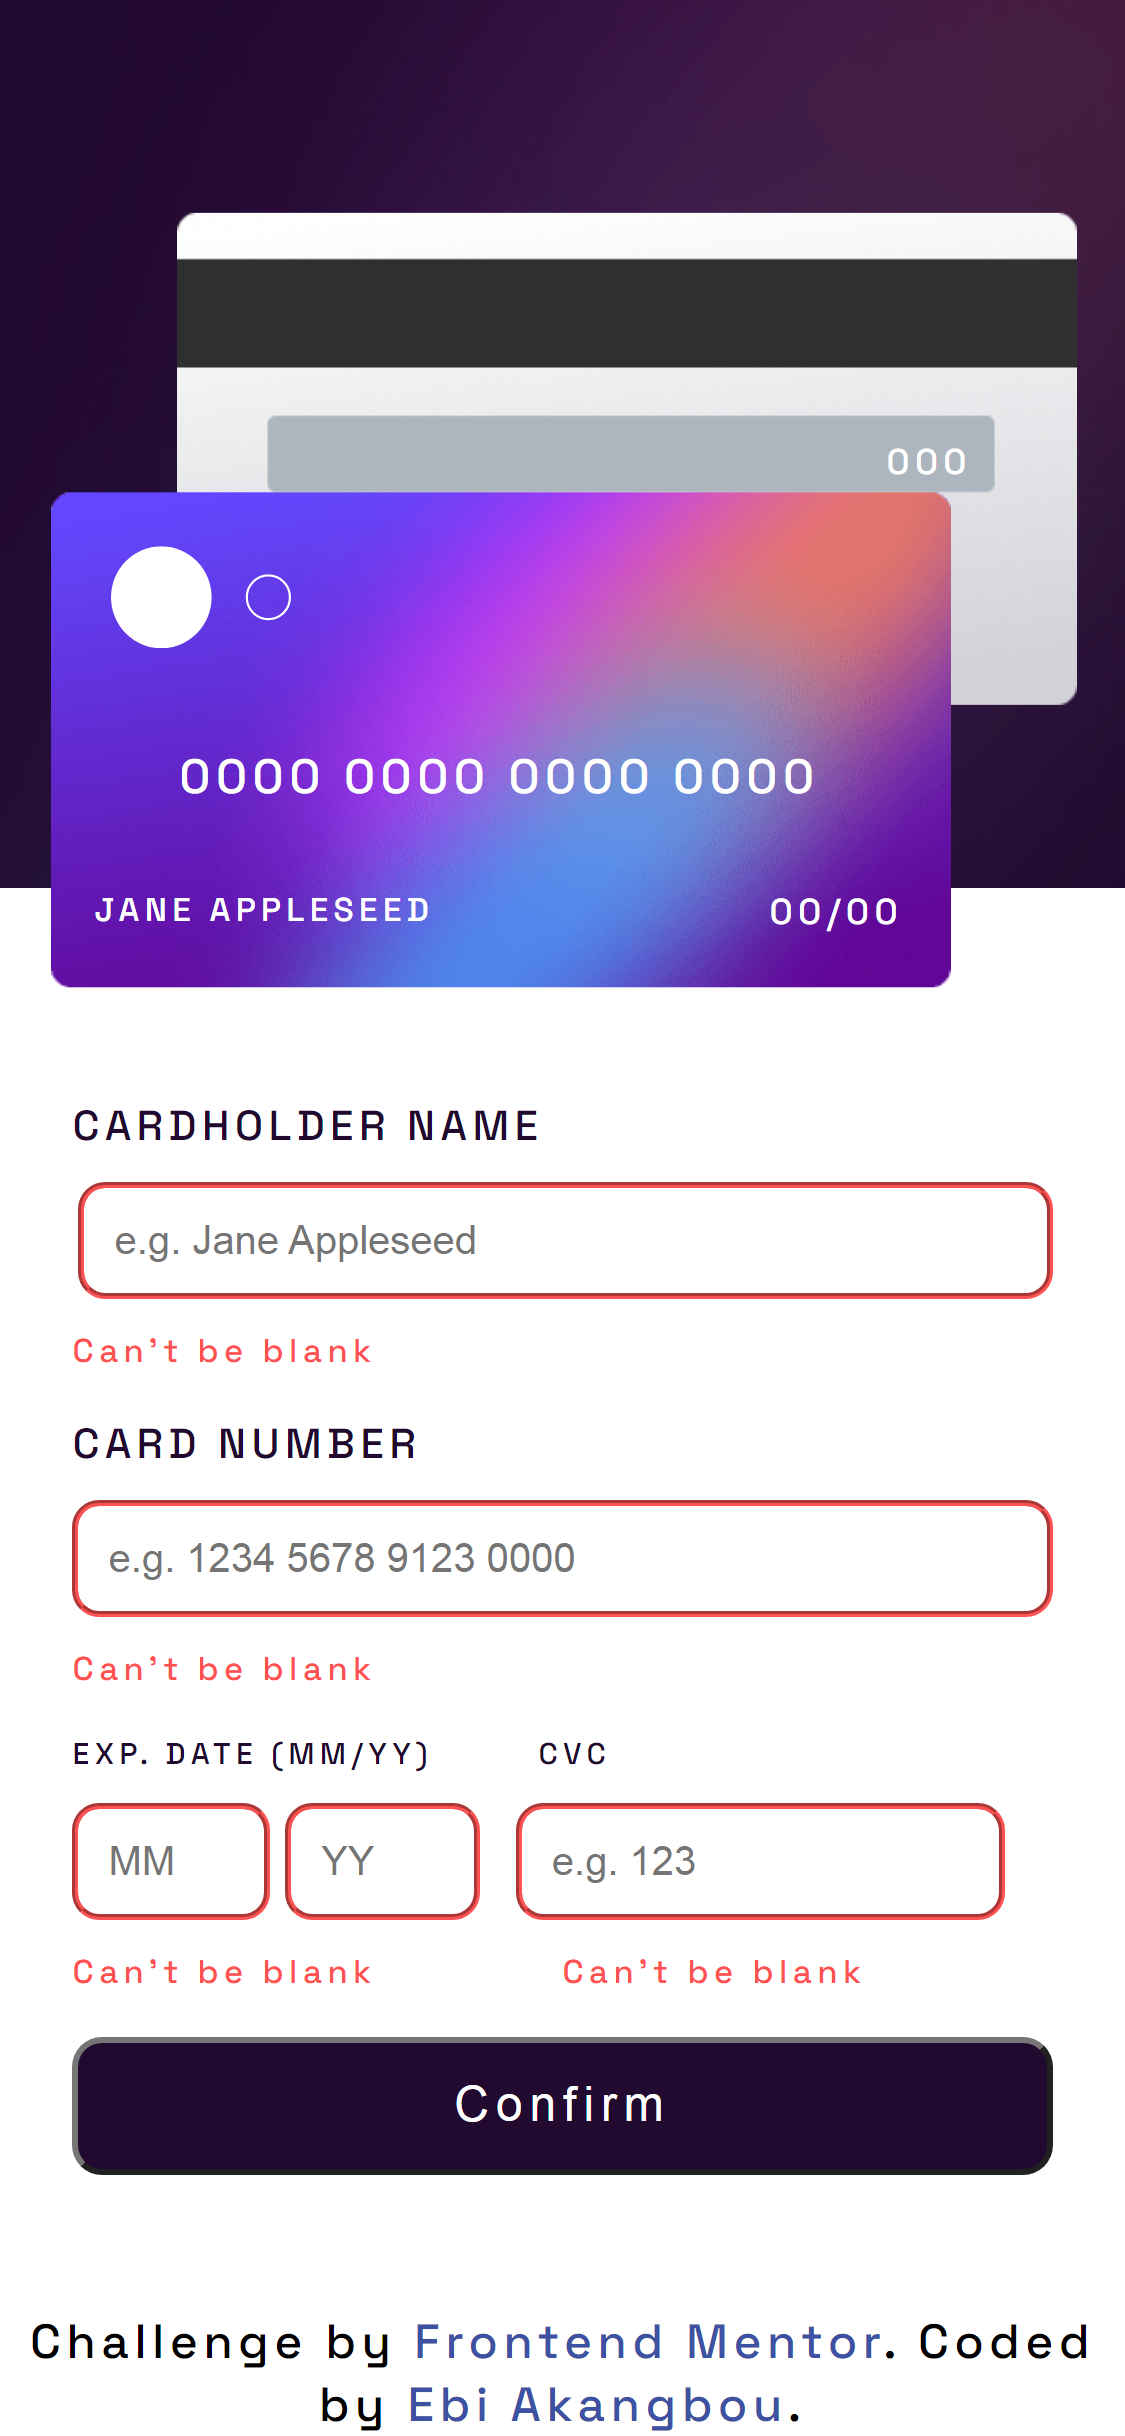 000
0000 0000 0000 0000
JANE APPLESEED 00/00
CARDHOLDER NAME
e.g. Jane Appleseed
Can't be blank
CARD NUMBER
e.g. 1234 5678 9123 0000
Can't be blank
EXP. DATE (MM/YY) CVC
MM YY e.g. 123
Can't be blank Can't be blank
Confirm
Challenge by Frontend Mentor. Coded
by Ebi Akangbou.